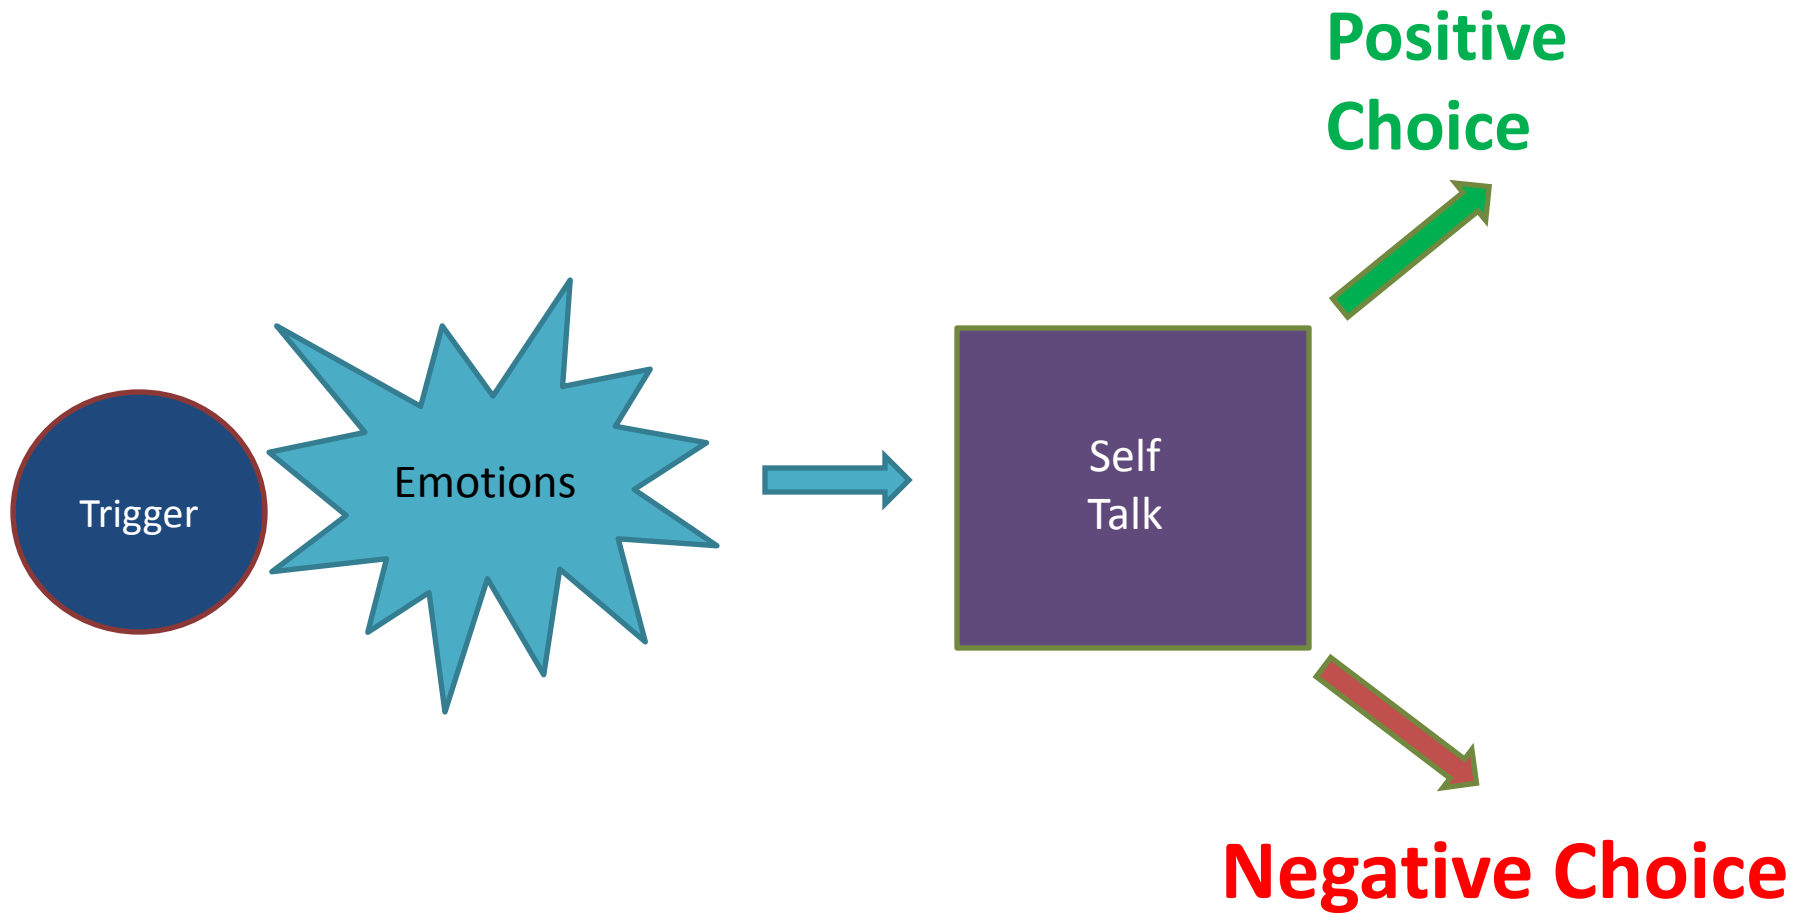 Positive
Choice
Trigger
Emotions
Self
Talk
Negative Choice